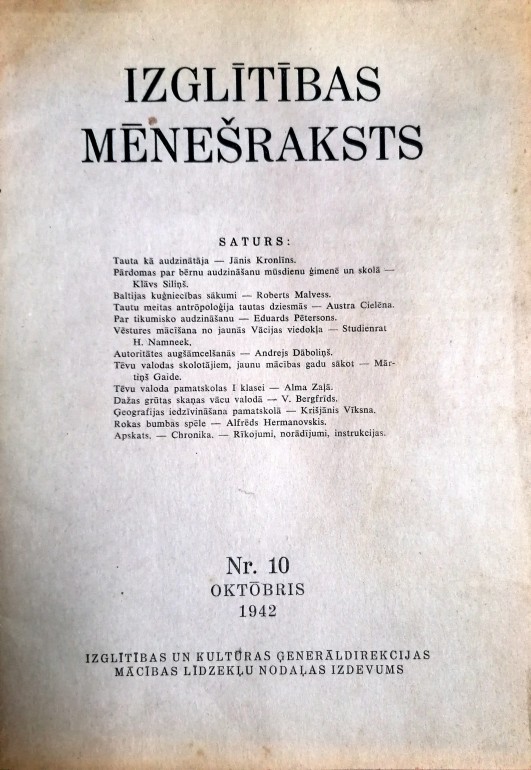 IZGLĪTĪBAS
MĒNEŠRAKSTS
SATURS:
Tauta kā audzinātāja — Jānis Kronlīns.
Pārdomas par bērnu audzināšanu mūsdienu ģimenē un skolā —
Klāvs Siliņš.
Baltijas kuģniecības sākumi — Roberts Malvess.
Tautu meitas antrōpoloģija tautas dziesmās — Austra Cielēna.
Par tikumisko audzināšanu — Eduards Pētersons.
Vēstures mācīšana no jaunās Vācijas viedokļa — Studienrat
H. Namneek.
Autoritātes augšāmcelšanās — Andrejs Dāboliņš.
Tēvu valodas skolotājiem, jaunu mācības gadu sākot — Mār-
tiņš Gaide.
Tēvu valoda pamatskolas I klasei — Alma Zaļā.
Dažas grūtas skaņas vācu valodā — V. Bergfrīds.
Ģeografijas iedzīvināšana pamatskolā — Krišjānis Vīksna.
Rokas bumbas spēle — Alfrēds Hermanovskis.
Apskats. — Chronika. — Rīkojumi, norādījumi, instrukcijas.
Nr. 10
OKTŌBRIS
1942
IZGLĪTĪBAS UN KULTŪRAS ĢENERĀLDIREKCIJAS
MĀCĪBAS LĪDZEKĻU NODAĻAS IZDEVUMS